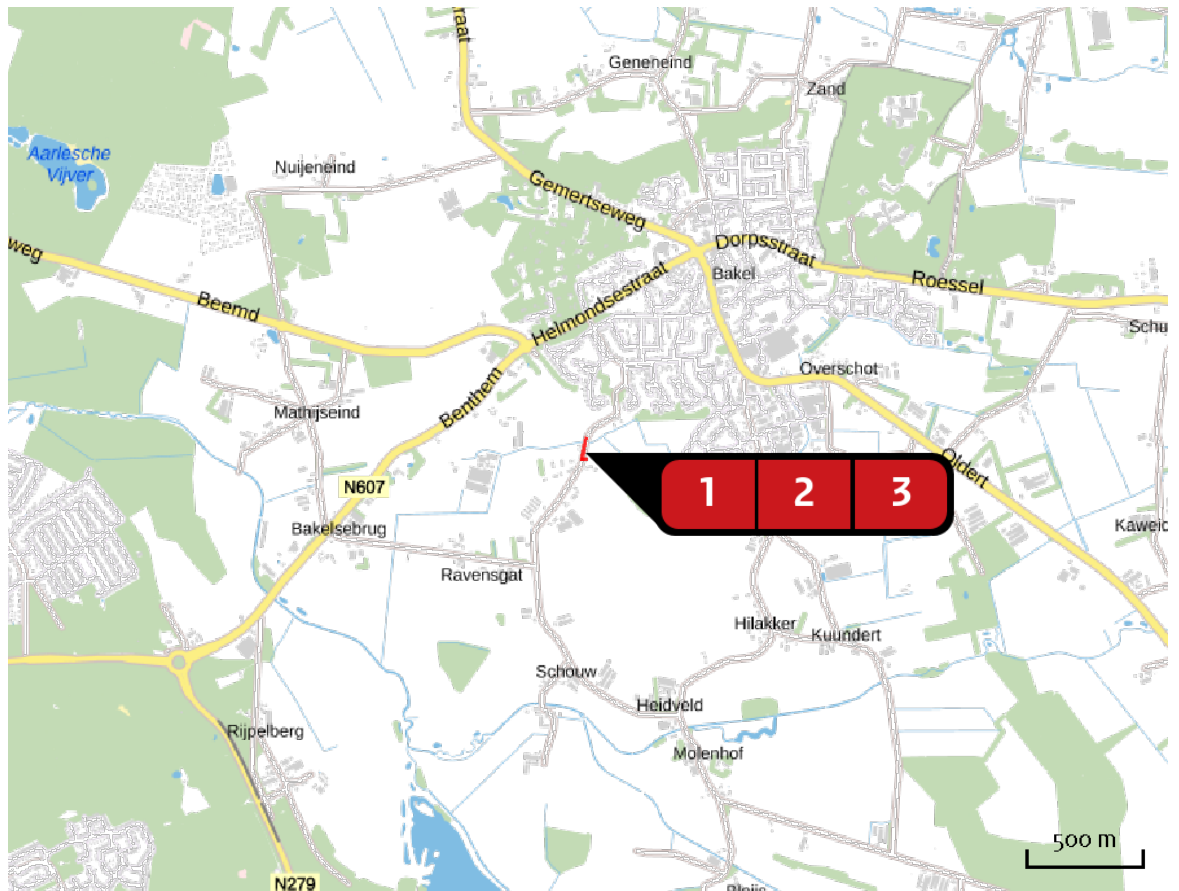 raat
Geneneind
Zand
Aarlesche
Vijver
Nuijeneind
Gemertseweg
weg
Dorpsstraat
Bakel
Roessel
Beemd
Helmondsestraat
Schu
Overschot
Benthem
Mathijseind
Oldert
N607
1 2 3
Bakelsebrug
Kaweid
Ravensgat
Hilakker
Kuundert
Schouw
Heidveld
Rijpelberg
Molenhof
500 m
N279